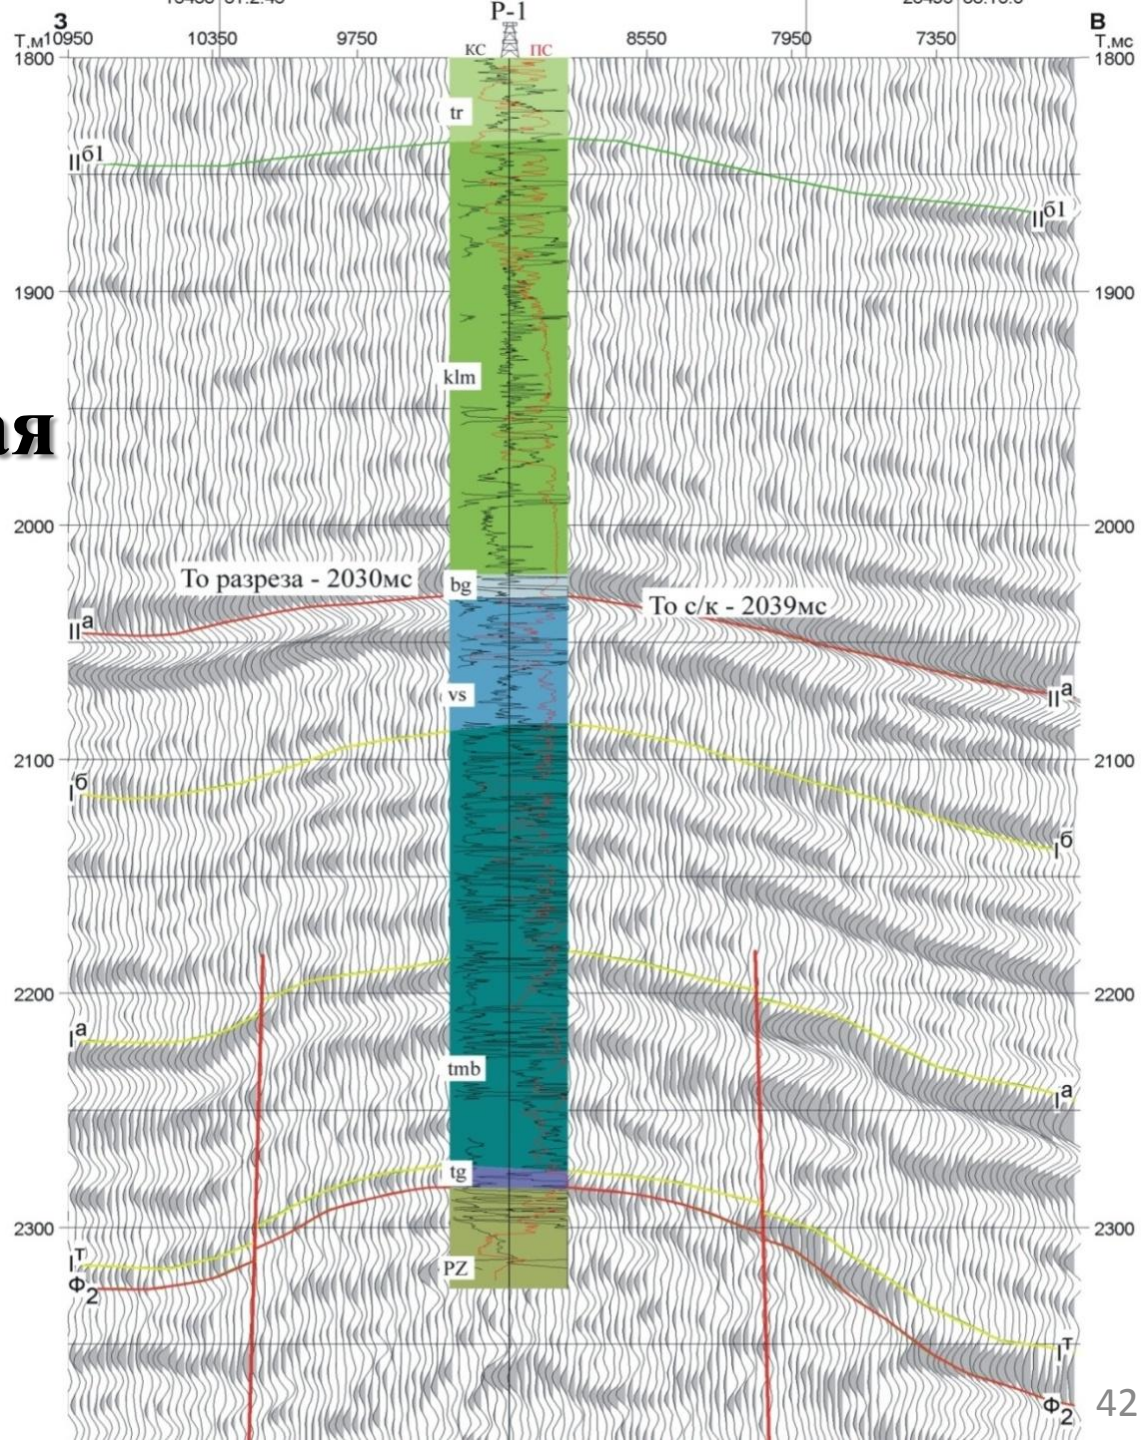 P-1
З
В
Т,м 10950 10350 9750 8550 7950 7350 Т,мс
КС ПС
1800 1800
tr
IIб1
IIб1
1900 1900
klm
ая
2000 2000
То разреза - 2030мс
bg
То с/к - 2039мс
IIа
IIа
vs
2100 2100
Iб
Iб
2200 2200
Iа
tmb
Iа
tg
2300 2300
Iт
PZ
Ф2
Iт
Ф2
42